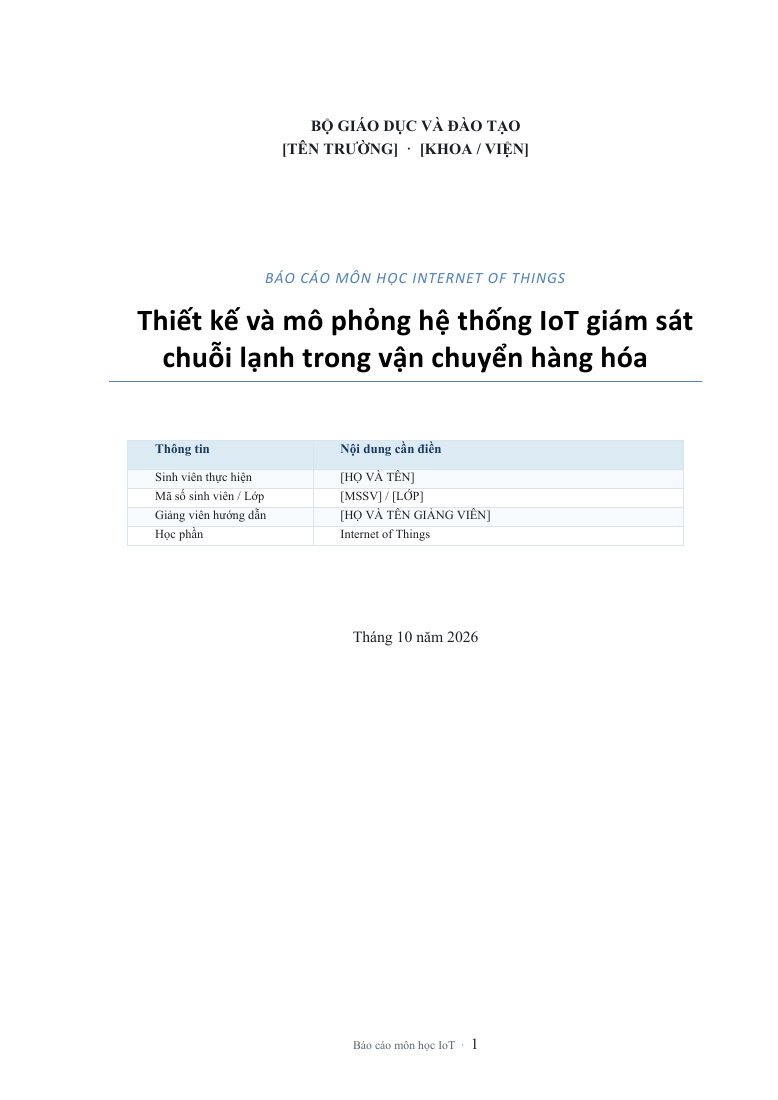 BỘ GIÁO DỤC VÀ ĐÀO TẠO
[TÊN TRƯỜNG] · [KHOA / VIỆN]
BÁO CÁO MÔN HỌC INTERNET OF THINGS
Thiết kế và mô phỏng hệ thống IoT giám sát
chuỗi lạnh trong vận chuyển hàng hóa
Thông tin Nội dung cần điền
Sinh viên thực hiện [HỌ VÀ TÊN]
Mã số sinh viên / Lớp [MSSV] / [LỚP]
Giảng viên hướng dẫn [HỌ VÀ TÊN GIẢNG VIÊN]
Học phần Internet of Things
Tháng 10 năm 2026
Báo cáo môn học IoT · 1